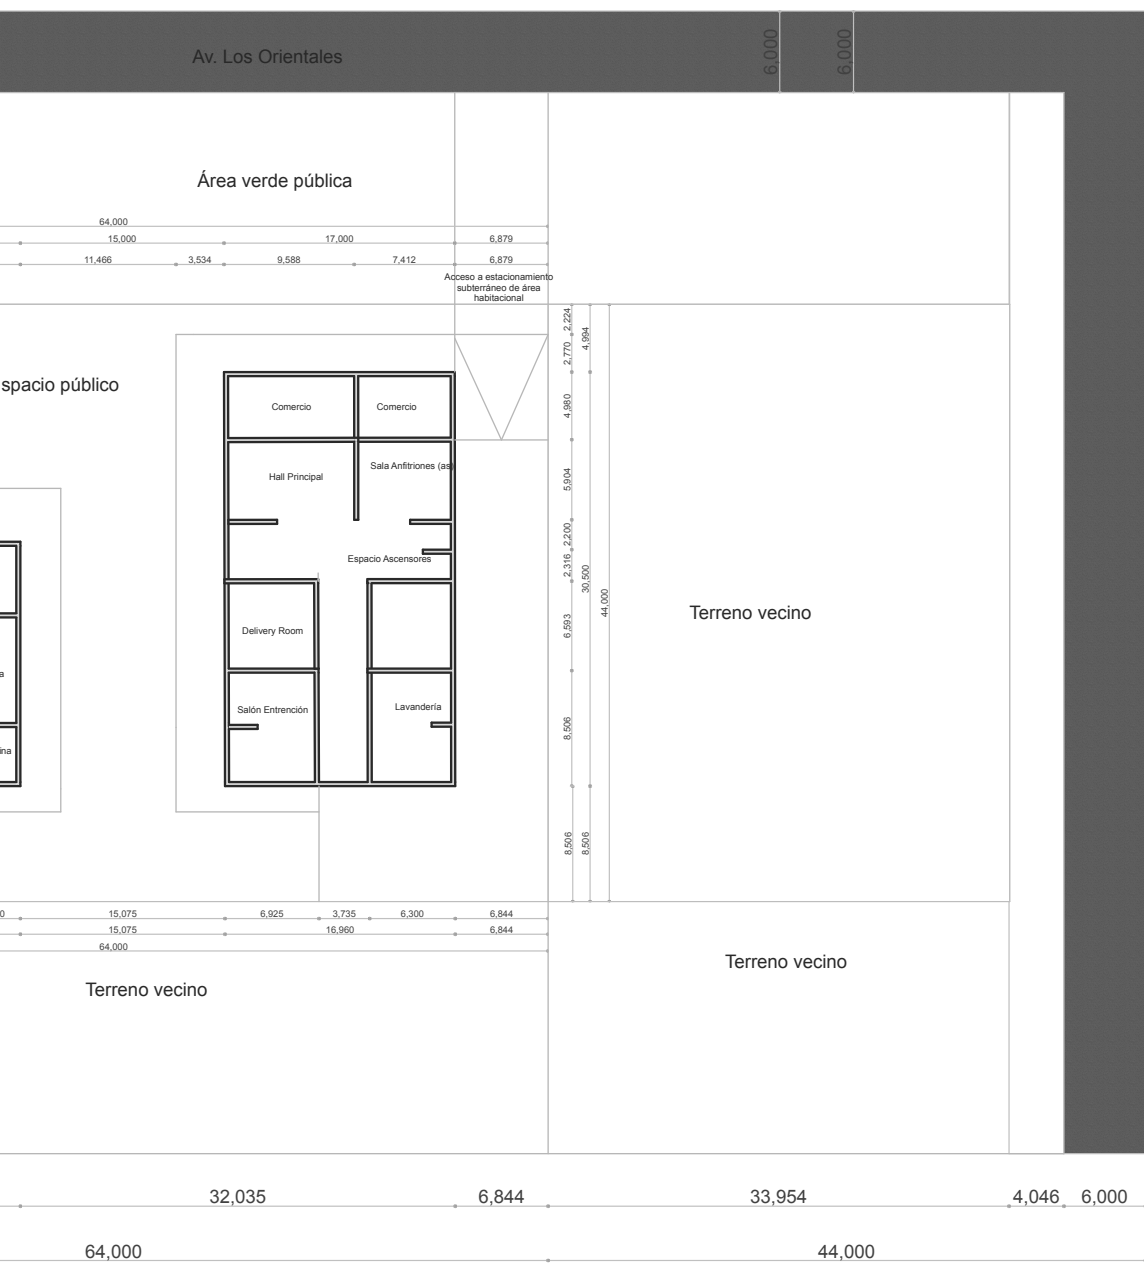 6,000
6,000
Av. Los Orientales
Área verde pública
64,000
15,000
17,000
6,879
11,466
3,534
9,588
7,412
6,879
Acceso a estacionamiento
subterráneo de área
habitacional
2,224
4,994
2,770
spacio público
Comercio
Comercio
4,980
Sala Anfitriones (as)
Hall Principal
5,904
2,200
Espacio Ascensores
2,316
30,500
44,000
Terreno vecino
Delivery Room
6,593
a
Salón Entrención
Lavandería
8,506
ina
8,506
8,506
0
15,075
6,925
3,735
6,300
6,844
15,075
16,960
6,844
64,000
Terreno vecino
Terreno vecino
32,035
6,844
33,954
4,046
6,000
64,000
44,000